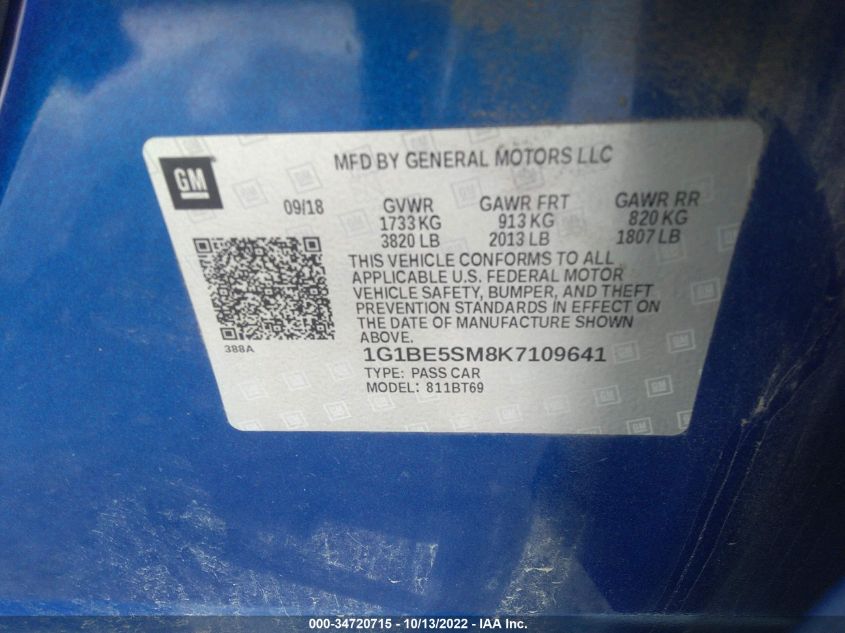 GM
MFD BY GENERAL MOTORS LLC
09/18 GVWR GAWR FRT GAWR RR
1733 KG 913 KG 820 KG
3820 LB 2013 LB 1807 LB
THIS VEHICLE CONFORMS TO ALL
APPLICABLE U.S. FEDERAL MOTOR
VEHICLE SAFETY, BUMPER, AND THEFT
PREVENTION STANDARDS IN EFFECT ON
THE DATE OF MANUFACTURE SHOWN
ABOVE.
388A
1G1BE5SM8K7109641
TYPE: PASS CAR
MODEL: 811BT69
000-34720715 - 10/13/2022 - IAA Inc.